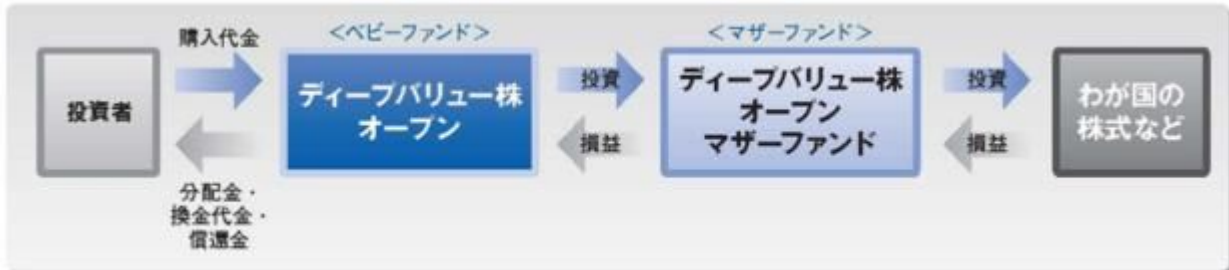 購入代金
＜ベビーファンド＞
＜マザーファンド＞
投資者
ディープバリュー株
オープン
投資
損益
ディープバリュー株
オープン
マザーファンド
投資
損益
わが国の
株式など
分配金・
換金代金・
償還金